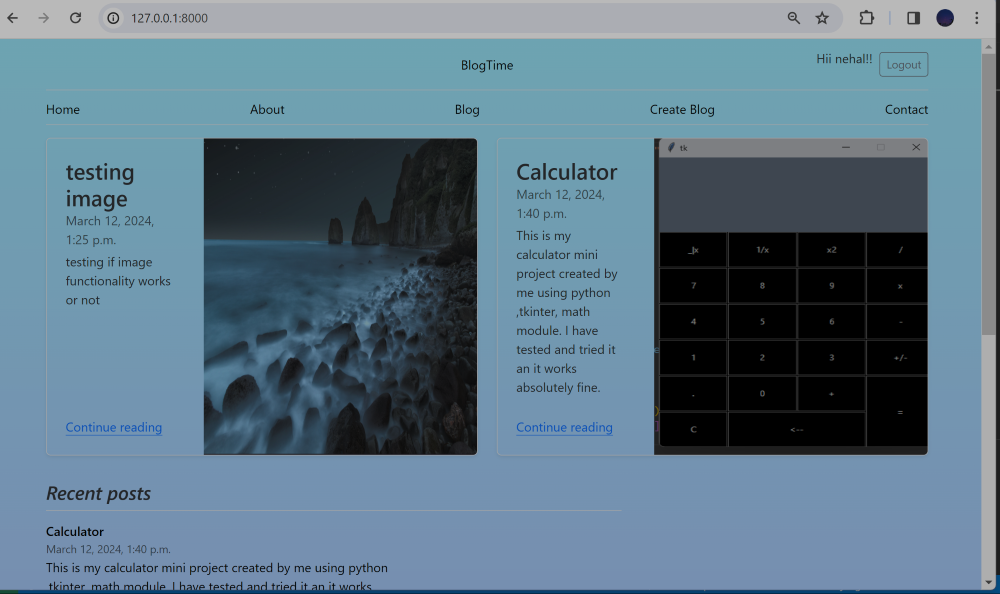 127.0.0.1:8000
BlogTime
Hii nehal!!
Logout
Home
About
Blog
Create Blog
Contact
testing
image
March 12, 2024,
1:25 p.m.
testing if image
functionality works
or not
Continue reading
Calculator
March 12, 2024,
1:40 p.m.
This is my
calculator mini
project created by
me using python
,tkinter, math
module. I have
tested and tried it
an it works
absolutely fine.
Continue reading
tk
1/x
x2
/
7
8
9
x
4
5
6
-
1
2
3
+/-
.
0
+
=
C
<--
Recent posts
Calculator
March 12, 2024, 1:40 p.m.
This is my calculator mini project created by me using python
,tkinter, math module. I have tested and tried it an it works